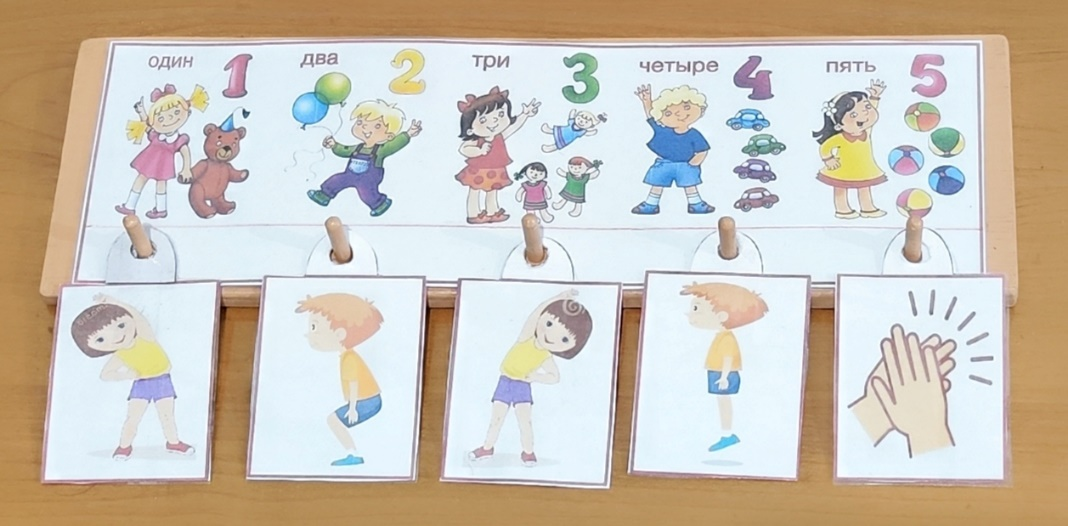 один 1
два 2
три 3
четыре 4
пять 5